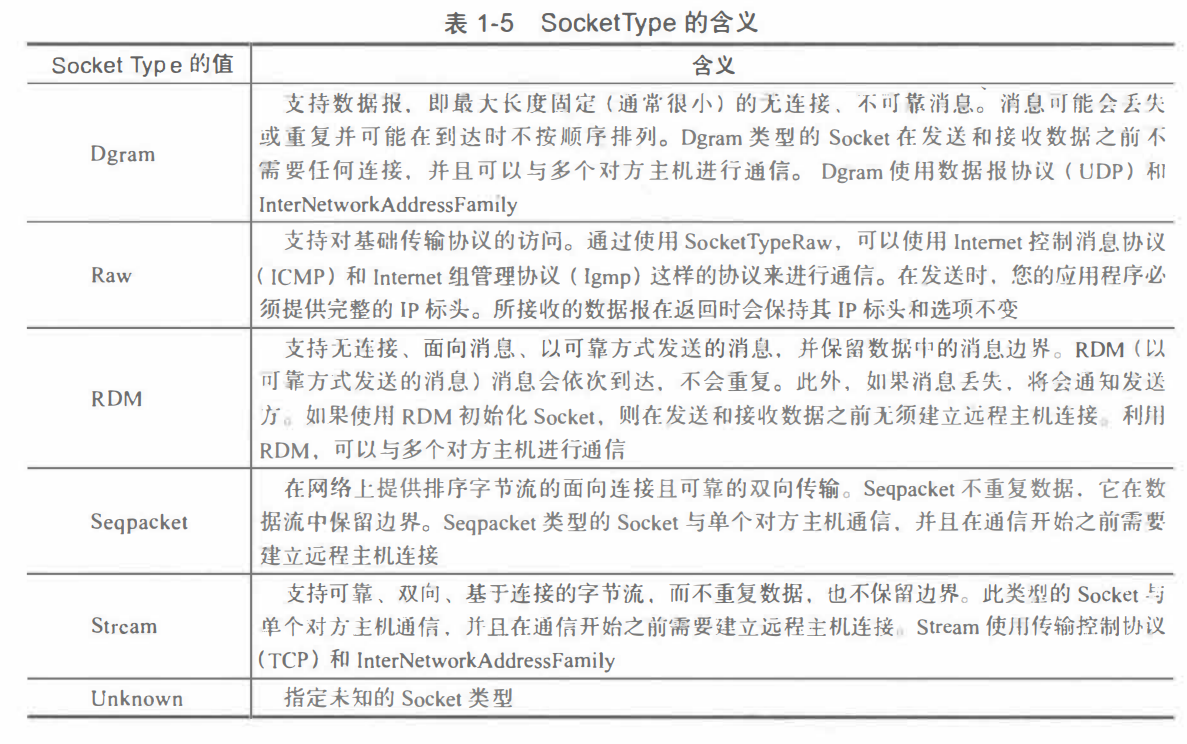 表 1-5 SocketType 的含义
Socket Type 的值 含义
Dgram
支持数据报，即最大长度固定（通常很小）的无连接、不可靠消息。消息可能会丢失
或重复并可能在到达时不按顺序排列。Dgram 类型的 Socket 在发送和接收数据之前不
需要任何连接，并且可以与多个对方主机进行通信。Dgram 使用数据报协议（UDP）和
InterNetworkAddressFamily
Raw
支持对基础传输协议的访问。通过使用 SocketTypeRaw，可以使用 Internet 控制消息协议
（ICMP）和 Internet 组管理协议（Igmp）这样的协议来进行通信。在发送时，您的应用程序必
须提供完整的 IP 标头。所接收的数据报在返回时会保持其 IP 标头和选项不变
RDM
支持无连接、面向消息、以可靠方式发送的消息，并保留数据中的消息边界。RDM（以
可靠方式发送的消息）消息会依次到达，不会重复。此外，如果消息丢失，将会通知发送
方。如果使用 RDM 初始化 Socket，则在发送和接收数据之前无须建立远程主机连接。利用
RDM，可以与多个对方主机进行通信
Seqpacket
在网络上提供排序字节流的面向连接且可靠的双向传输。Seqpacket 不重复数据，它在数
据流中保留边界。Seqpacket 类型的 Socket 与单个对方主机通信，并且在通信开始之前需要
建立远程主机连接
Stream
支持可靠、双向、基于连接的字节流，而不重复数据，也不保留边界。此类型的 Socket 与
单个对方主机通信，并且在通信开始之前需要建立远程主机连接。Stream 使用传输控制协议
（TCP）和 InterNetworkAddressFamily
Unknown 指定未知的 Socket 类型